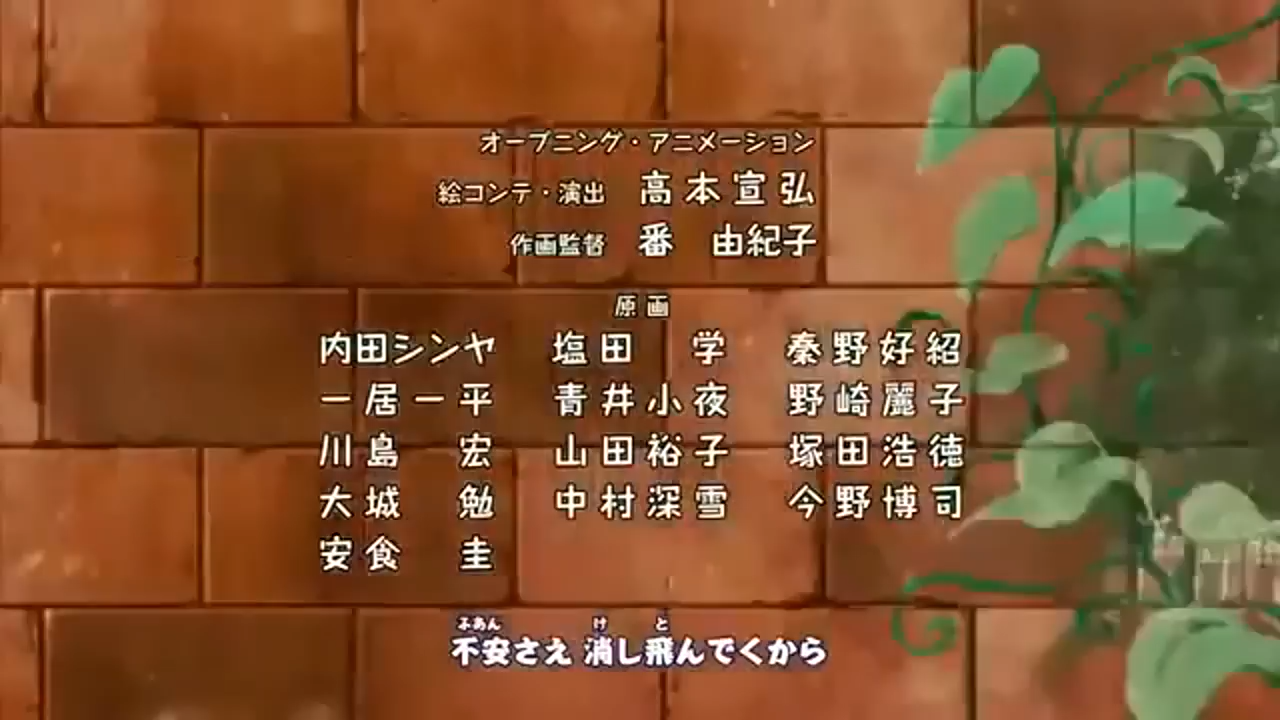 オープニング・アニメーション
絵コンテ・演出 高本宣弘
作画監督 番 由紀子
原画
内田シンヤ 塩田 学 秦野好紹
一居一平 青井小夜 野崎麗子
川島 宏 山田裕子 塚田浩徳
大城 勉 中村深雪 今野博司
安食 圭
ふあん け と
不安さえ 消し飛んでくから